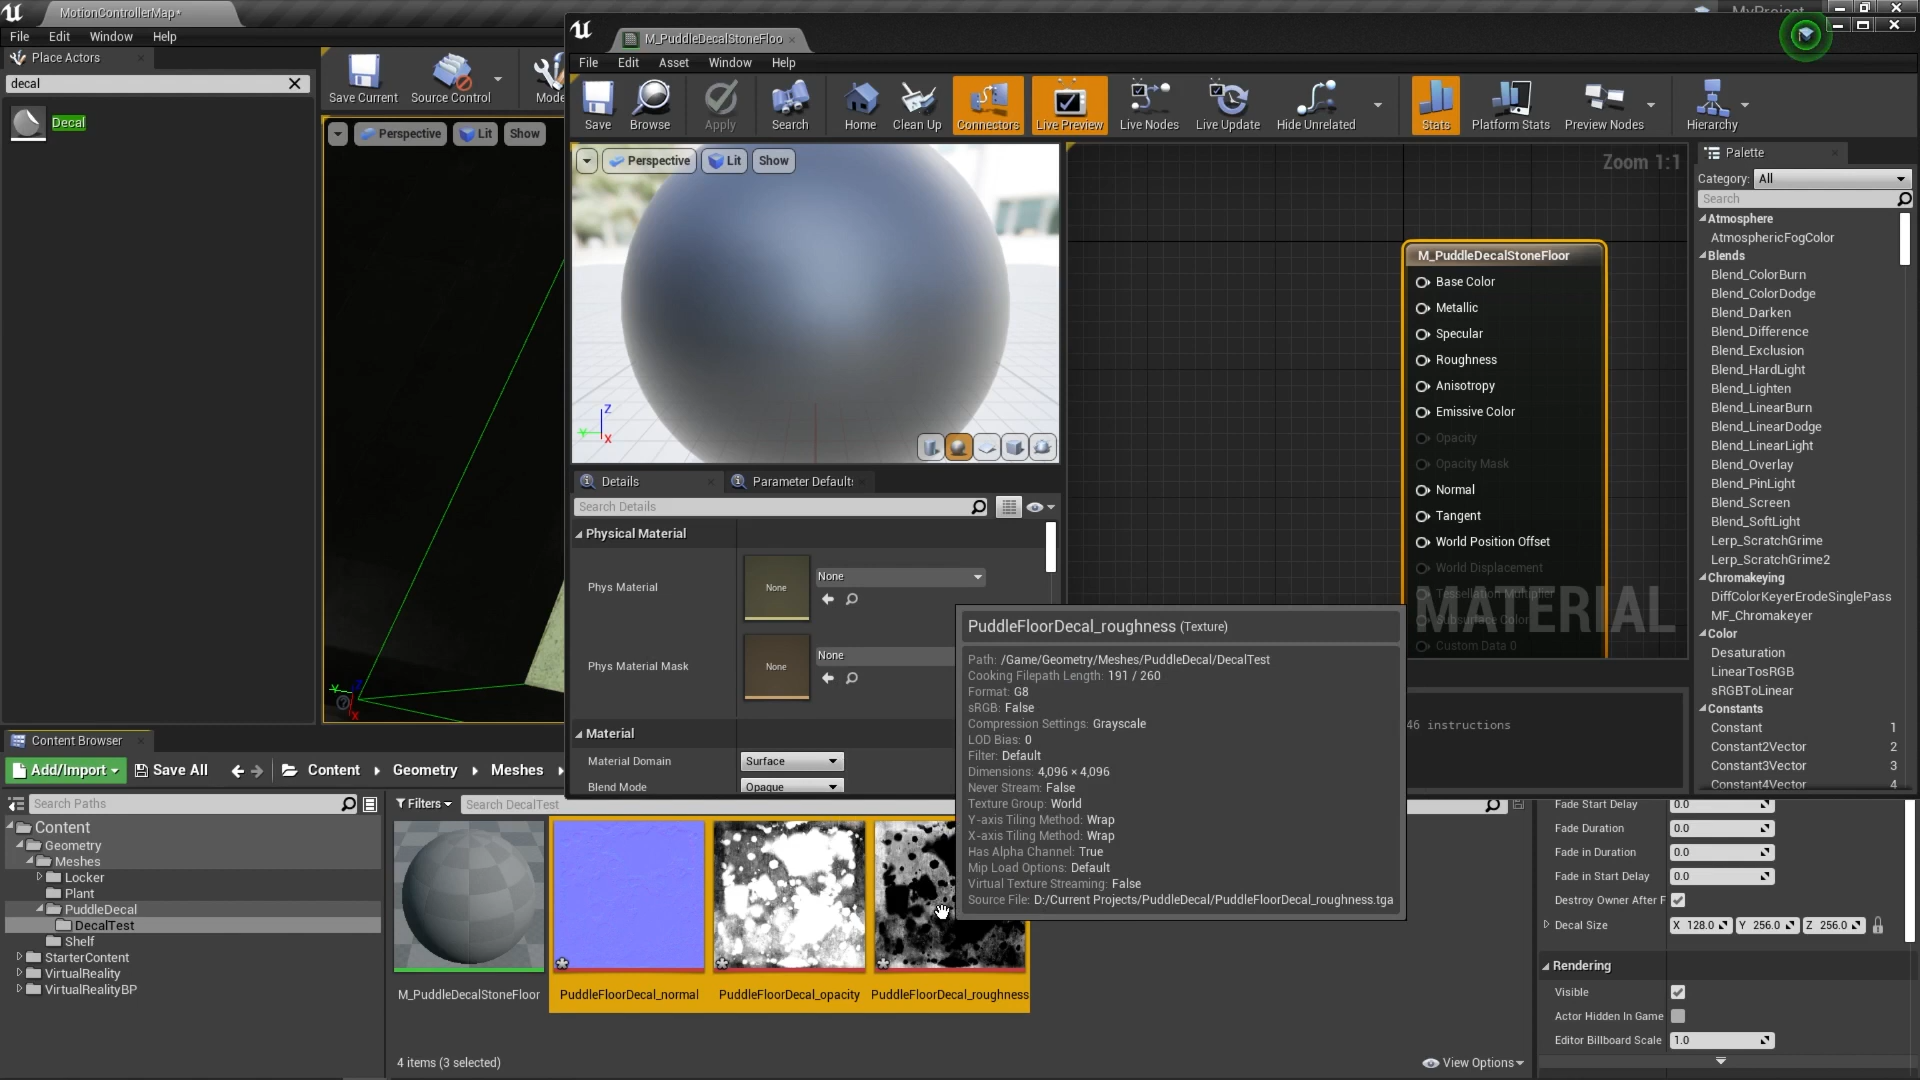 MotionControllerMap*
MyProject
File Edit Window Help
Place Actors
decal
Decal
Save Current
Source Control
Mode
Perspective
Lit
Show
M_PuddleDecalStoneFloo
File Edit Asset Window Help
Save
Browse
Apply
Search
Home
Clean Up
Connectors
Live Preview
Live Nodes
Live Update
Hide Unrelated
Stats
Platform Stats
Preview Nodes
Hierarchy
Perspective
Lit
Show
Z
Y
X
Zoom 1:1
M_PuddleDecalStoneFloor
Base Color
Metallic
Specular
Roughness
Anisotropy
Emissive Color
Opacity
Opacity Mask
Normal
Tangent
World Position Offset
World Displacement
Tessellation Multiplier
Subsurface Color
Custom Data 0
MATERIAL
46 instructions
Palette
Category: All
Search
Atmosphere
AtmosphericFogColor
Blends
Blend_ColorBurn
Blend_ColorDodge
Blend_Darken
Blend_Difference
Blend_Exclusion
Blend_HardLight
Blend_Lighten
Blend_LinearBurn
Blend_LinearDodge
Blend_LinearLight
Blend_Overlay
Blend_PinLight
Blend_Screen
Blend_SoftLight
Lerp_ScratchGrime
Lerp_ScratchGrime2
Chromakeying
DiffColorKeyerErodeSinglePass
MF_Chromakeyer
Color
Desaturation
LinearTosRGB
sRGBToLinear
Constants
Constant 1
Constant2Vector 2
Constant3Vector 3
Constant4Vector 4
Details
Parameter Default
Search Details
Physical Material
Phys Material
None
None
Phys Material Mask
None
None
Material
Material Domain
Surface
Blend Mode
Opaque
PuddleFloorDecal_roughness (Texture)
Path: /Game/Geometry/Meshes/PuddleDecal/DecalTest
Cooking Filepath Length: 191 / 260
Format: G8
sRGB: False
Compression Settings: Grayscale
LOD Bias: 0
Filter: Default
Dimensions: 4,096 × 4,096
Never Stream: False
Texture Group: World
Y-axis Tiling Method: Wrap
X-axis Tiling Method: Wrap
Has Alpha Channel: True
Mip Load Options: Default
Virtual Texture Streaming: False
Source File: D:/Current Projects/PuddleDecal/PuddleFloorDecal_roughness.tga
Content Browser
Add/Import
Save All
Content
Geometry
Meshes
Search Paths
Filters
Search DecalTest
Content
Geometry
Meshes
Locker
Plant
PuddleDecal
DecalTest
Shelf
StarterContent
VirtualReality
VirtualRealityBP
M_PuddleDecalStoneFloor
PuddleFloorDecal_normal
PuddleFloorDecal_opacity
PuddleFloorDecal_roughness
4 items (3 selected)
View Options
Fade Start Delay 0.0
Fade Duration 0.0
Fade in Duration 0.0
Fade in Start Delay 0.0
Destroy Owner After F
Decal Size X 128.0 Y 256.0 Z 256.0
Rendering
Visible
Actor Hidden In Game
Editor Billboard Scale 1.0